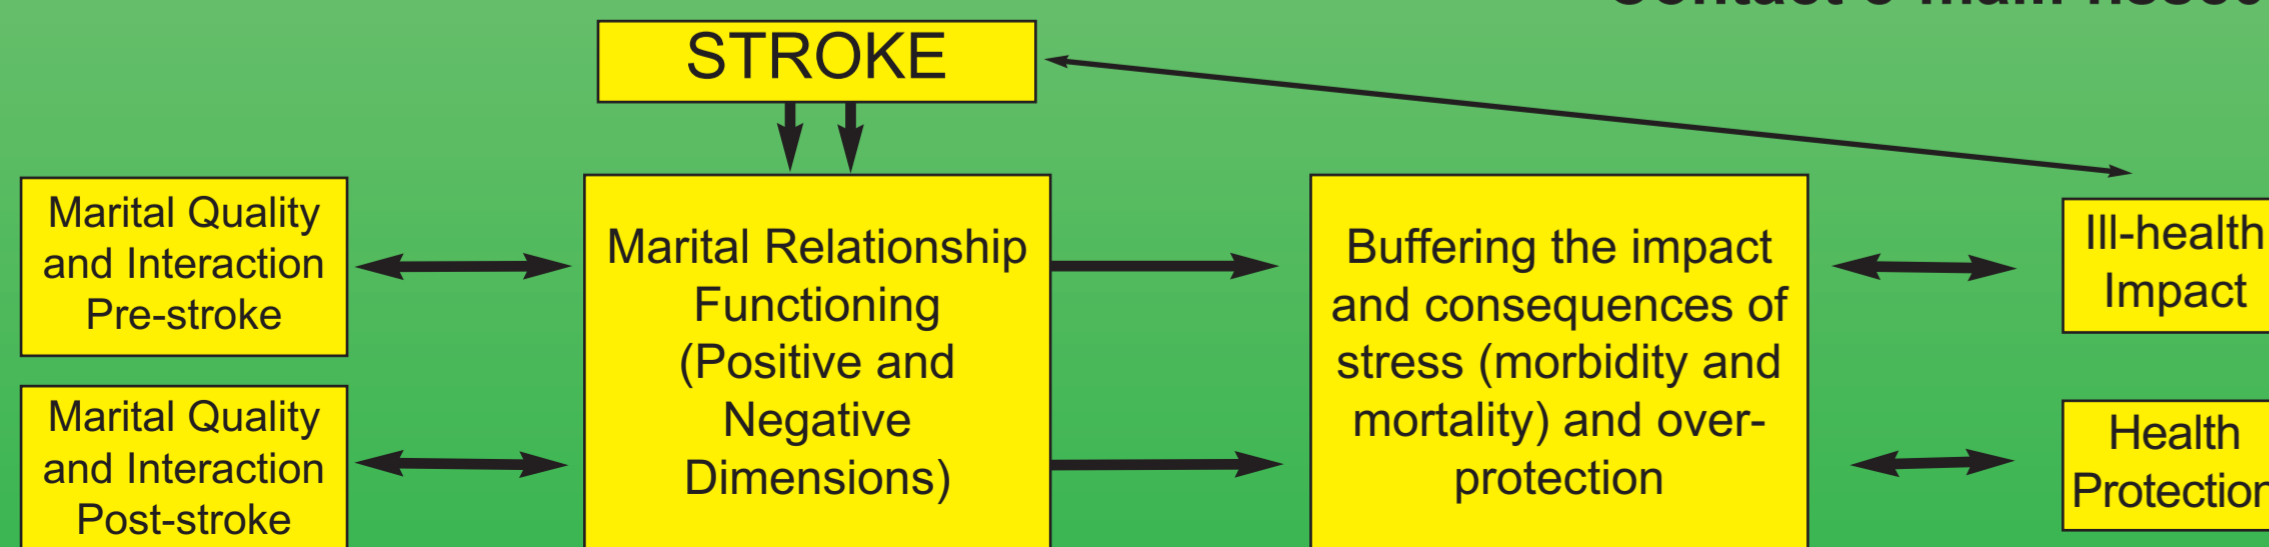 STROKE
Marital Quality
and Interaction
Pre-stroke
Marital Quality
and Interaction
Post-stroke
Marital Relationship
Functioning
(Positive and
Negative
Dimensions)
Buffering the impact
and consequences of
stress (morbidity and
mortality) and over-
protection
Ill-health
Impact
Health
Protection